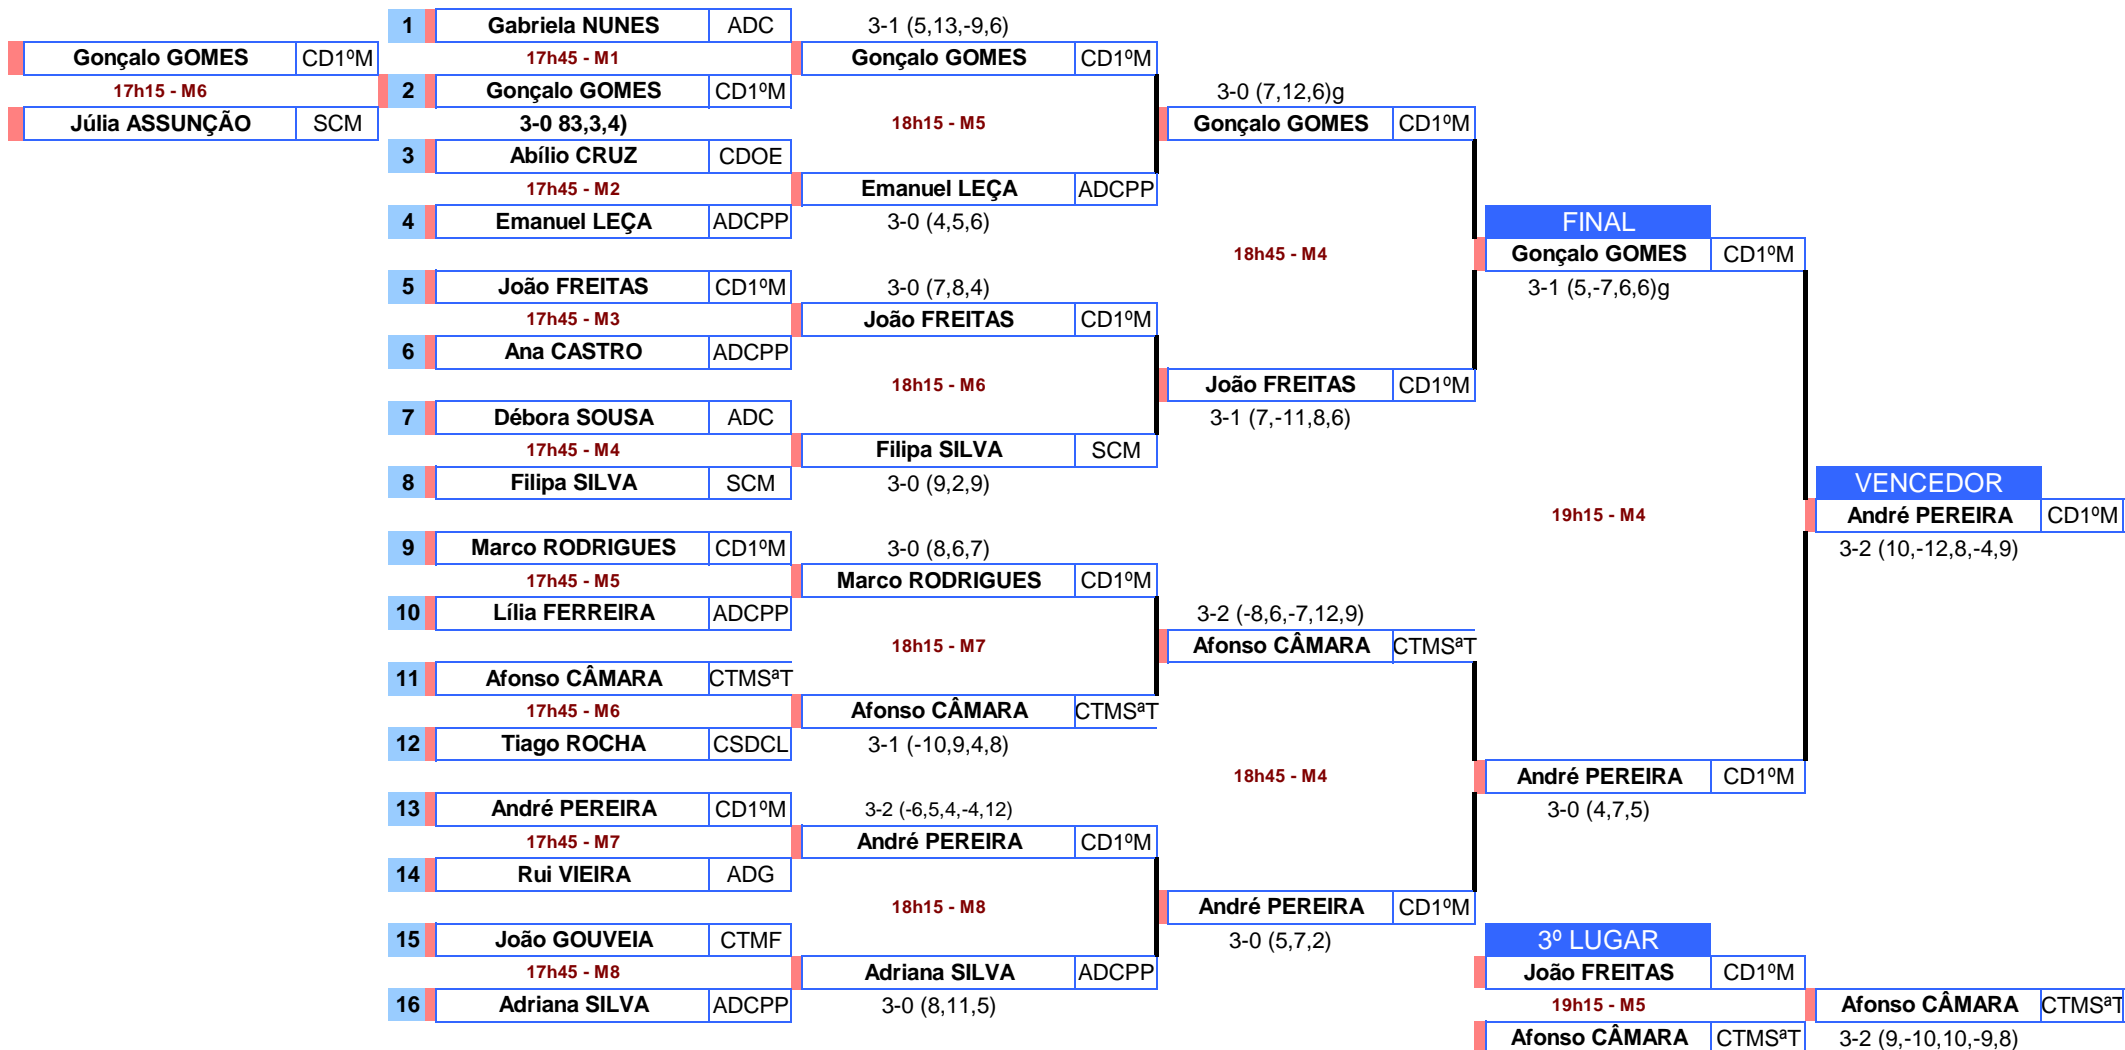 1 Gabriela NUNES ADC 3-1 (5,13,-9,6)
Gonçalo GOMES CD1ºM 17h45 - M1 Gonçalo GOMES CD1ºM
17h15 - M6 2 Gonçalo GOMES CD1ºM 3-0 (7,12,6)g
Júlia ASSUNÇÃO SCM 3-0 83,3,4) 18h15 - M5 Gonçalo GOMES CD1ºM
3 Abílio CRUZ CDOE
17h45 - M2 Emanuel LEÇA ADCPP
4 Emanuel LEÇA ADCPP 3-0 (4,5,6) FINAL
18h45 - M4 Gonçalo GOMES CD1ºM
5 João FREITAS CD1ºM 3-0 (7,8,4) 3-1 (5,-7,6,6)g
17h45 - M3 João FREITAS CD1ºM
6 Ana CASTRO ADCPP
18h15 - M6 João FREITAS CD1ºM
7 Débora SOUSA ADC 3-1 (7,-11,8,6)
17h45 - M4 Filipa SILVA SCM
8 Filipa SILVA SCM 3-0 (9,2,9) VENCEDOR
19h15 - M4 André PEREIRA CD1ºM
9 Marco RODRIGUES CD1ºM 3-0 (8,6,7) 3-2 (10,-12,8,-4,9)
17h45 - M5 Marco RODRIGUES CD1ºM
10 Lília FERREIRA ADCPP 3-2 (-8,6,-7,12,9)
18h15 - M7 Afonso CÂMARA CTMSªT
11 Afonso CÂMARA CTMSªT
17h45 - M6 Afonso CÂMARA CTMSªT
12 Tiago ROCHA CSDCL 3-1 (-10,9,4,8)
18h45 - M4 André PEREIRA CD1ºM
13 André PEREIRA CD1ºM 3-2 (-6,5,4,-4,12) 3-0 (4,7,5)
17h45 - M7 André PEREIRA CD1ºM
14 Rui VIEIRA ADG
18h15 - M8 André PEREIRA CD1ºM
15 João GOUVEIA CTMF 3-0 (5,7,2) 3º LUGAR
17h45 - M8 Adriana SILVA ADCPP João FREITAS CD1ºM
16 Adriana SILVA ADCPP 3-0 (8,11,5) 19h15 - M5 Afonso CÂMARA CTMSªT
Afonso CÂMARA CTMSªT 3-2 (9,-10,10,-9,8)